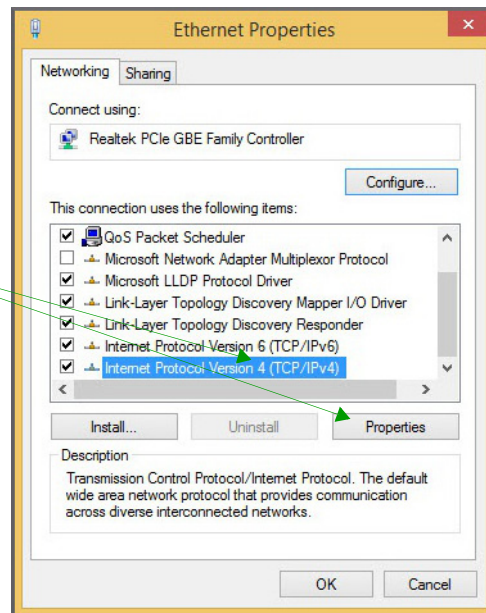 Ethernet Properties
Networking
Sharing
Connect using:
Realtek PCIe GBE Family Controller
Configure...
This connection uses the following items:
QoS Packet Scheduler
Microsoft Network Adapter Multiplexor Protocol
Microsoft LLDP Protocol Driver
Link-Layer Topology Discovery Mapper I/O Driver
Link-Layer Topology Discovery Responder
Internet Protocol Version 6 (TCP/IPv6)
Internet Protocol Version 4 (TCP/IPv4)
Install...
Uninstall
Properties
Description
Transmission Control Protocol/Internet Protocol. The default
wide area network protocol that provides communication
across diverse interconnected networks.
OK
Cancel